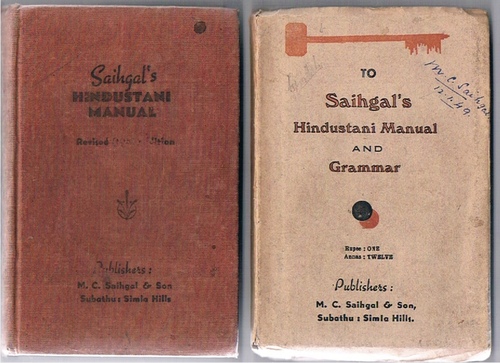 Saihgal's
HINDUSTANI
MANUAL
Revised
Publishers :
M. C. Saihgal & Son
Subathu : Simla Hills
TO
Saihgal's
Hindustani Manual
AND
Grammar
M. C. Saihgal
Rupee : ONE
Annas : TWELVE
Publishers :
M. C. Saihgal & Son,
Subathu : Simla Hills.